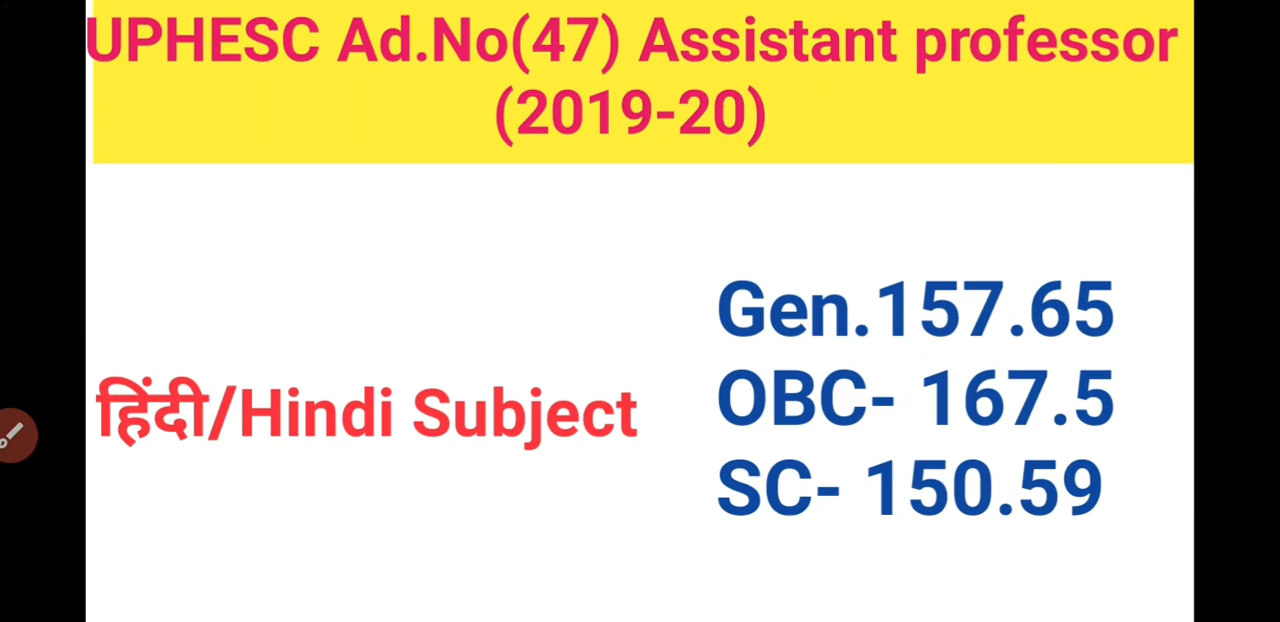 UPHESC Ad.No(47) Assistant professor
(2019-20)
Gen.157.65
OBC- 167.5
हिंदी/Hindi Subject
SC- 150.59